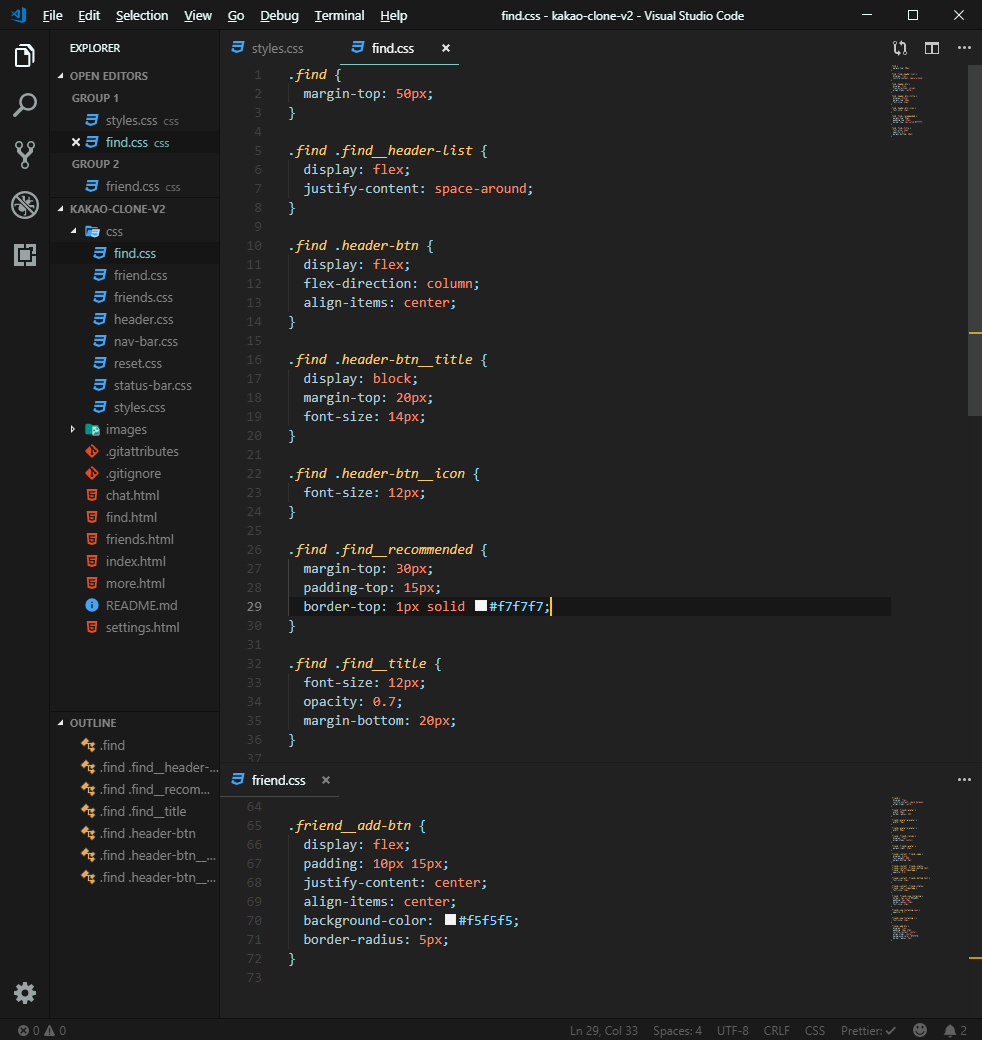 File Edit Selection View Go Debug Terminal Help find.css - kakao-clone-v2 - Visual Studio Code
EXPLORER
OPEN EDITORS
GROUP 1
styles.css css
find.css css
GROUP 2
friend.css css
KAKAO-CLONE-V2
css
find.css
friend.css
friends.css
header.css
nav-bar.css
reset.css
status-bar.css
styles.css
images
.gitattributes
.gitignore
chat.html
find.html
friends.html
index.html
more.html
README.md
settings.html
OUTLINE
.find
.find .find__header-...
.find .find__recom...
.find .find__title
.find .header-btn
.find .header-btn__...
.find .header-btn__...
styles.css find.css
1 .find {
2 margin-top: 50px;
3 }
4
5 .find .find__header-list {
6 display: flex;
7 justify-content: space-around;
8 }
9
10 .find .header-btn {
11 display: flex;
12 flex-direction: column;
13 align-items: center;
14 }
15
16 .find .header-btn__title {
17 display: block;
18 margin-top: 20px;
19 font-size: 14px;
20 }
21
22 .find .header-btn__icon {
23 font-size: 12px;
24 }
25
26 .find .find__recommended {
27 margin-top: 30px;
28 padding-top: 15px;
29 border-top: 1px solid #f7f7f7;
30 }
31
32 .find .find__title {
33 font-size: 12px;
34 opacity: 0.7;
35 margin-bottom: 20px;
36 }
37
friend.css
64
65 .friend__add-btn {
66 display: flex;
67 padding: 10px 15px;
68 justify-content: center;
69 align-items: center;
70 background-color: #f5f5f5;
71 border-radius: 5px;
72 }
73
0 0 Ln 29, Col 33 Spaces: 4 UTF-8 CRLF CSS Prettier: 2